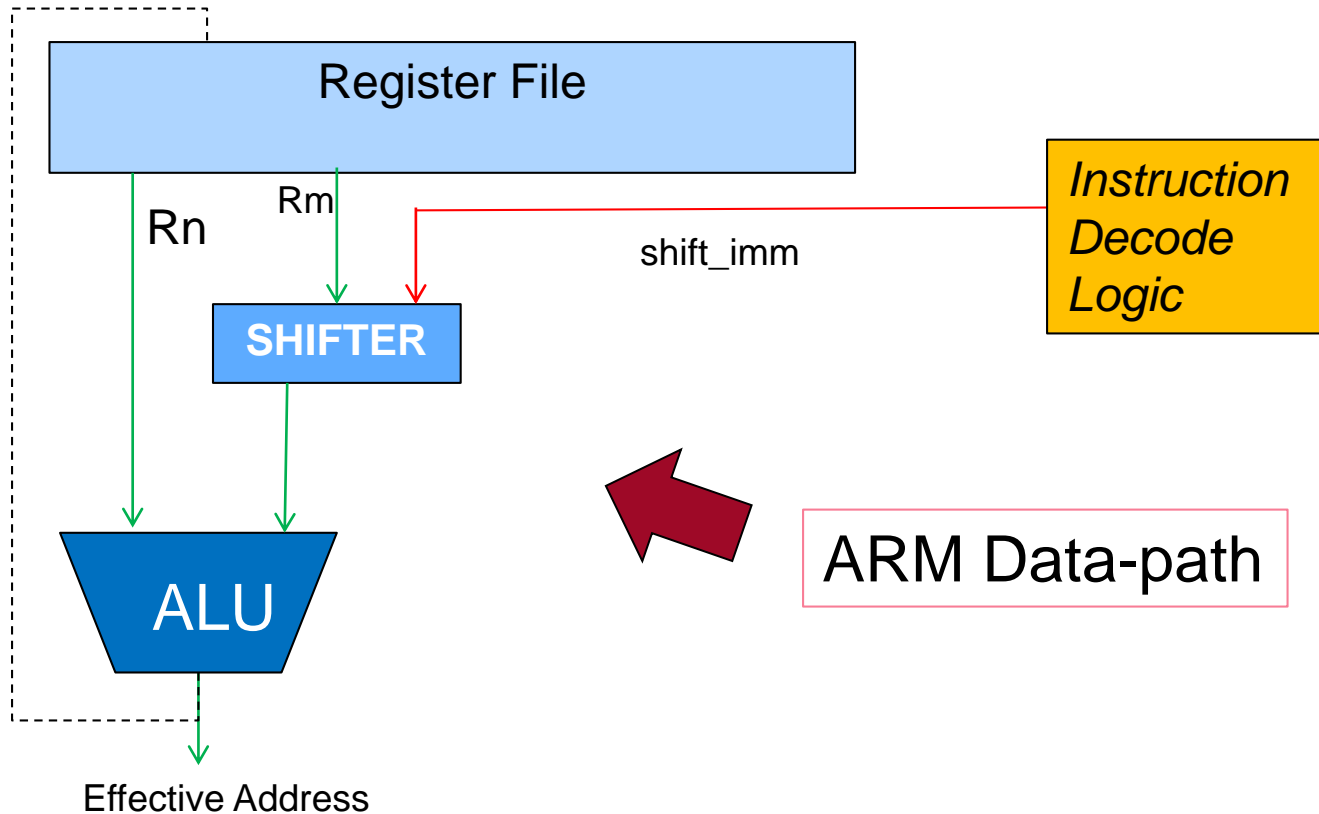 Register File
Rn
Rm
shift_imm
Instruction
Decode
Logic
SHIFTER
ARM Data-path
ALU
Effective Address